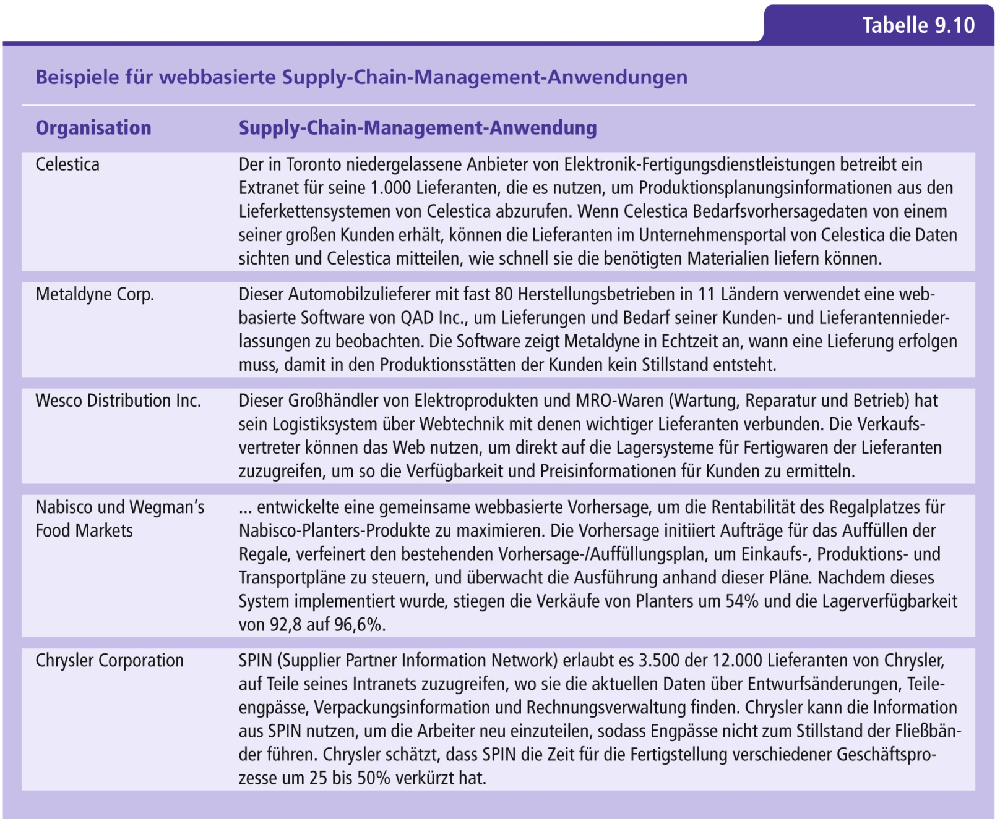 Tabelle 9.10
Beispiele für webbasierte Supply-Chain-Management-Anwendungen
Organisation Supply-Chain-Management-Anwendung
Celestica Der in Toronto niedergelassene Anbieter von Elektronik-Fertigungsdienstleistungen betreibt ein
Extranet für seine 1.000 Lieferanten, die es nutzen, um Produktionsplanungsinformationen aus den
Lieferkettensystemen von Celestica abzurufen. Wenn Celestica Bedarfsvorhersagedaten von einem
seiner großen Kunden erhält, können die Lieferanten im Unternehmensportal von Celestica die Daten
sichten und Celestica mitteilen, wie schnell sie die benötigten Materialien liefern können.
Metaldyne Corp. Dieser Automobilzulieferer mit fast 80 Herstellungsbetrieben in 11 Ländern verwendet eine web-
basierte Software von QAD Inc., um Lieferungen und Bedarf seiner Kunden- und Lieferantennieder-
lassungen zu beobachten. Die Software zeigt Metaldyne in Echtzeit an, wann eine Lieferung erfolgen
muss, damit in den Produktionsstätten der Kunden kein Stillstand entsteht.
Wesco Distribution Inc. Dieser Großhändler von Elektroprodukten und MRO-Waren (Wartung, Reparatur und Betrieb) hat
sein Logistiksystem über Webtechnik mit denen wichtiger Lieferanten verbunden. Die Verkaufs-
vertreter können das Web nutzen, um direkt auf die Lagersysteme für Fertigwaren der Lieferanten
zuzugreifen, um so die Verfügbarkeit und Preisinformationen für Kunden zu ermitteln.
Nabisco und Wegman's ... entwickelte eine gemeinsame webbasierte Vorhersage, um die Rentabilität des Regalplatzes für
Food Markets Nabisco-Planters-Produkte zu maximieren. Die Vorhersage initiiert Aufträge für das Auffüllen der
Regale, verfeinert den bestehenden Vorhersage-/Auffüllungsplan, um Einkaufs-, Produktions- und
Transportpläne zu steuern, und überwacht die Ausführung anhand dieser Pläne. Nachdem dieses
System implementiert wurde, stiegen die Verkäufe von Planters um 54% und die Lagerverfügbarkeit
von 92,8 auf 96,6%.
Chrysler Corporation SPIN (Supplier Partner Information Network) erlaubt es 3.500 der 12.000 Lieferanten von Chrysler,
auf Teile seines Intranets zuzugreifen, wo sie die aktuellen Daten über Entwurfsänderungen, Teile-
engpässe, Verpackungsinformation und Rechnungsverwaltung finden. Chrysler kann die Information
aus SPIN nutzen, um die Arbeiter neu einzuteilen, sodass Engpässe nicht zum Stillstand der Fließbän-
der führen. Chrysler schätzt, dass SPIN die Zeit für die Fertigstellung verschiedener Geschäftspro-
zesse um 25 bis 50% verkürzt hat.